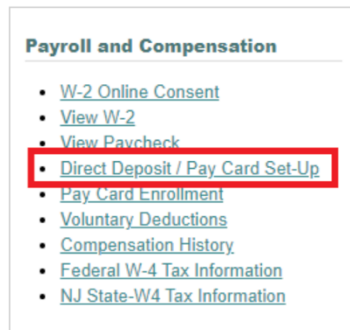 Payroll and Compensation
W-2 Online Consent
View W-2
View Paycheck
Direct Deposit / Pay Card Set-Up
Pay Card Enrollment
Voluntary Deductions
Compensation History
Federal W-4 Tax Information
NJ State-W4 Tax Information